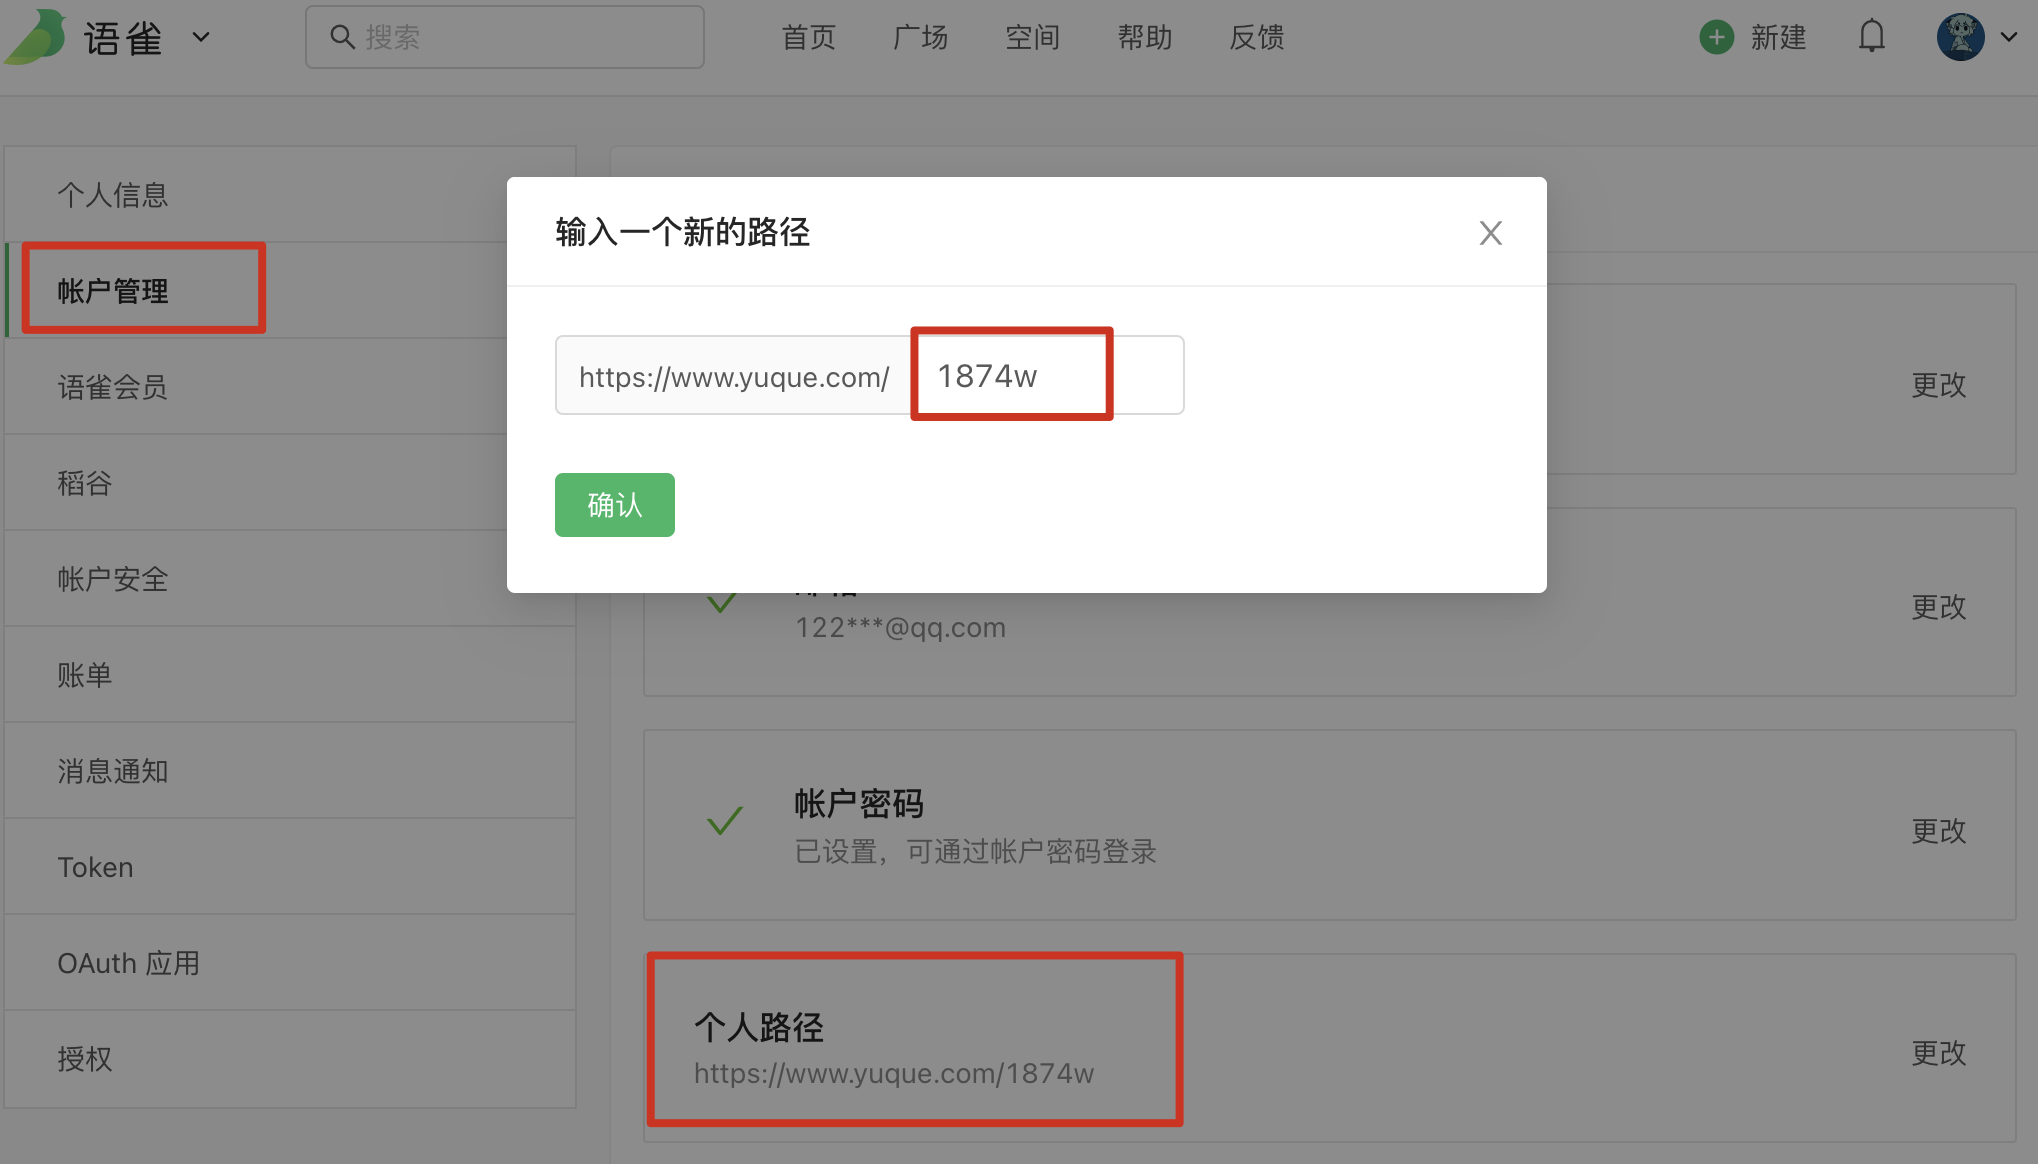 语雀
搜索
首页 广场 空间 帮助 反馈
新建
个人信息
帐户管理
语雀会员
稻谷
帐户安全
账单
消息通知
Token
OAuth 应用
授权
输入一个新的路径
https://www.yuque.com/ 1874w
确认
更改
122***@qq.com
更改
帐户密码
已设置，可通过帐户密码登录
更改
个人路径
https://www.yuque.com/1874w
更改